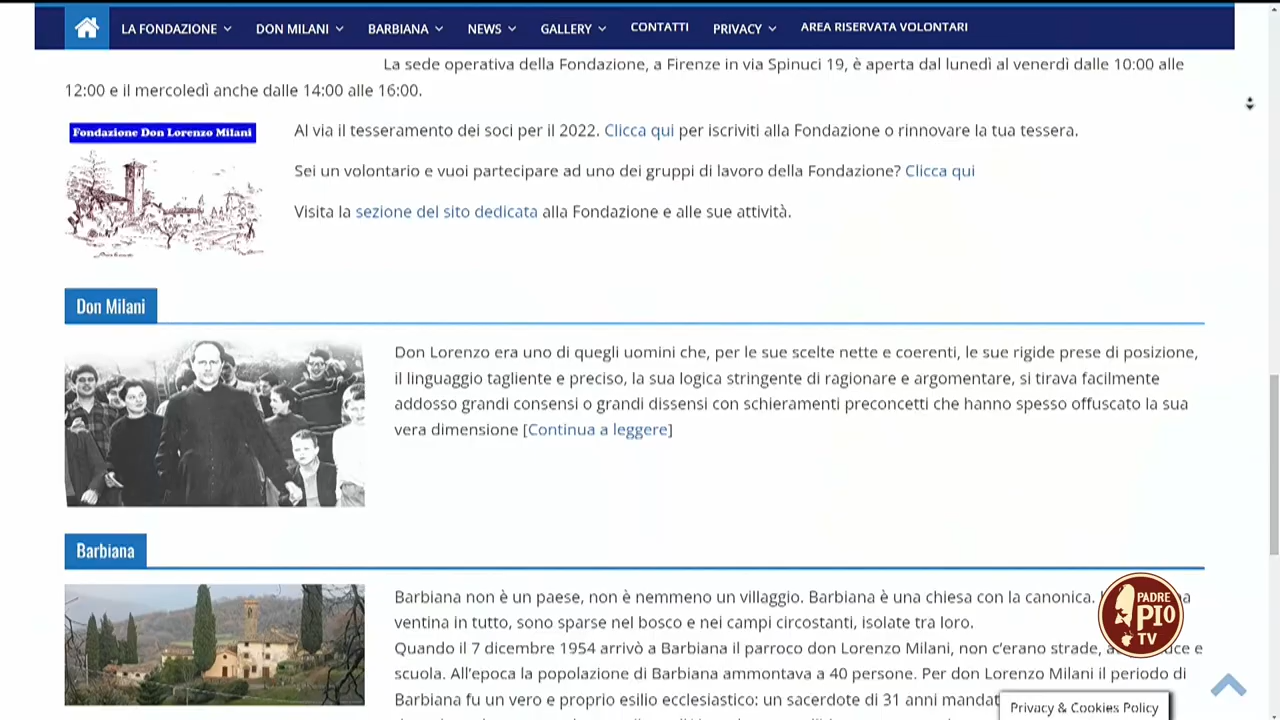 LA FONDAZIONE DON MILANI BARBIANA NEWS GALLERY CONTATTI PRIVACY AREA RISERVATA VOLONTARI
La sede operativa della Fondazione, a Firenze in via Spinuci 19, è aperta dal lunedì al venerdì dalle 10:00 alle
12:00 e il mercoledì anche dalle 14:00 alle 16:00.
Fondazione Don Lorenzo Milani
Al via il tesseramento dei soci per il 2022. Clicca qui per iscriviti alla Fondazione o rinnovare la tua tessera.
Sei un volontario e vuoi partecipare ad uno dei gruppi di lavoro della Fondazione? Clicca qui
Visita la sezione del sito dedicata alla Fondazione e alle sue attività.
Don Milani
Don Lorenzo era uno di quegli uomini che, per le sue scelte nette e coerenti, le sue rigide prese di posizione,
il linguaggio tagliente e preciso, la sua logica stringente di ragionare e argomentare, si tirava facilmente
addosso grandi consensi o grandi dissensi con schieramenti preconcetti che hanno spesso offuscato la sua
vera dimensione [Continua a leggere]
Barbiana
Barbiana non è un paese, non è nemmeno un villaggio. Barbiana è una chiesa con la canonica.
ventina in tutto, sono sparse nel bosco e nei campi circostanti, isolate tra loro.
Quando il 7 dicembre 1954 arrivò a Barbiana il parroco don Lorenzo Milani, non c'erano strade, e
scuola. All'epoca la popolazione di Barbiana ammontava a 40 persone. Per don Lorenzo Milani il periodo di
Barbiana fu un vero e proprio esilio ecclesiastico: un sacerdote di 31 anni
PADRE
PIO
TV
Privacy & Cookies Policy